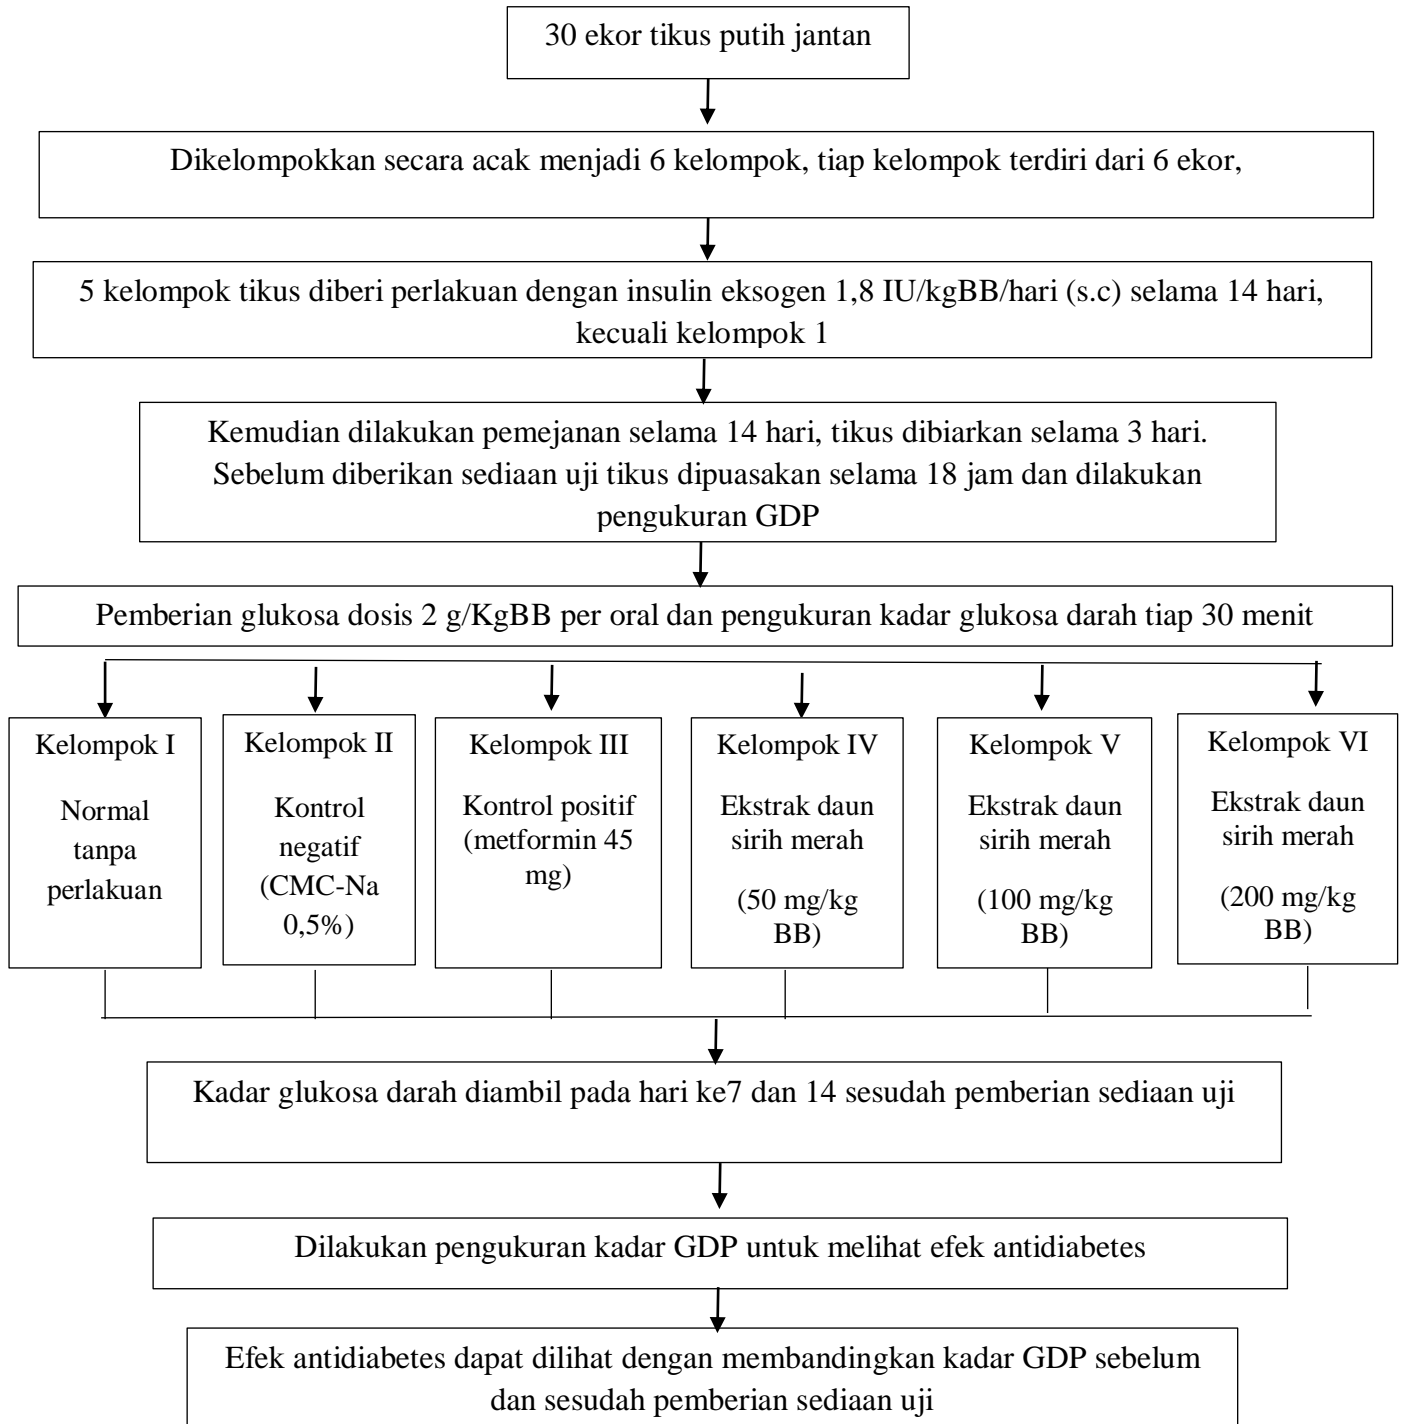 30 ekor tikus putih jantan
Dikelompokkan secara acak menjadi 6 kelompok, tiap kelompok terdiri dari 6 ekor,
5 kelompok tikus diberi perlakuan dengan insulin eksogen 1,8 IU/kgBB/hari (s.c) selama 14 hari,
kecuali kelompok 1
Kemudian dilakukan pemejanan selama 14 hari, tikus dibiarkan selama 3 hari.
Sebelum diberikan sediaan uji tikus dipuasakan selama 18 jam dan dilakukan
pengukuran GDP
Pemberian glukosa dosis 2 g/KgBB per oral dan pengukuran kadar glukosa darah tiap 30 menit
Kelompok I
Normal
tanpa
perlakuan
Kelompok II
Kontrol
negatif
(CMC-Na
0,5%)
Kelompok III
Kontrol positif
(metformin 45
mg)
Kelompok IV
Ekstrak daun
sirih merah
(50 mg/kg
BB)
Kelompok V
Ekstrak daun
sirih merah
(100 mg/kg
BB)
Kelompok VI
Ekstrak daun
sirih merah
(200 mg/kg
BB)
Kadar glukosa darah diambil pada hari ke7 dan 14 sesudah pemberian sediaan uji
Dilakukan pengukuran kadar GDP untuk melihat efek antidiabetes
Efek antidiabetes dapat dilihat dengan membandingkan kadar GDP sebelum
dan sesudah pemberian sediaan uji